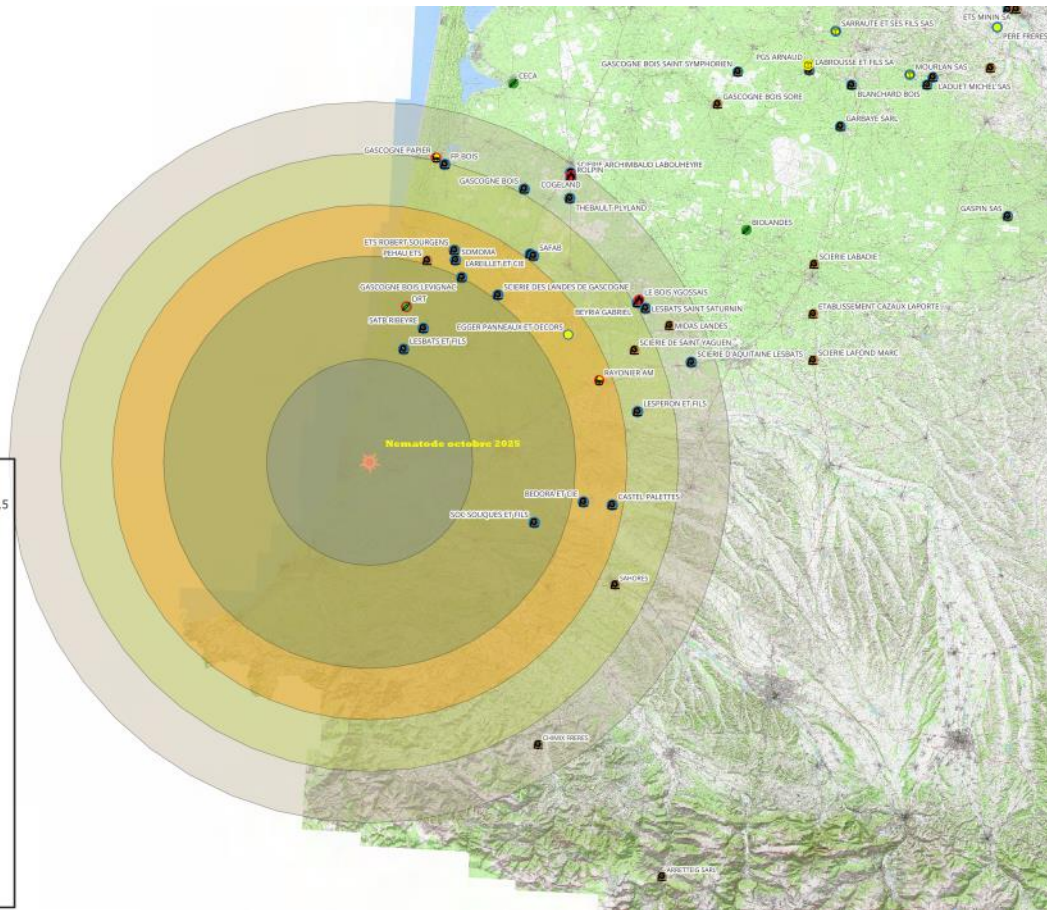 ETS MININ SA
SARRAUTE ET SES FILS SAS
PERE FRERES
PGS ARNAUD
LABROUSSE ET FILS SA
GASCOGNE BOIS SAINT SYMPHORIEN
MOURLAN SAS
CECA
BLANCHARD BOIS
LADUET MICHEL SAS
GASCOGNE BOIS SORE
GARBAYE SARL
GASCOGNE PAPIER
FP BOIS
SCIERIE ARCHIMBAUD LABOUHEYRE
ROLPIN
GASCOGNE BOIS
COGELAND
THEBAULT PLYLAND
GASPIN SAS
BIOLANDES
ETS ROBERT SOURGENS
SOMOMA
SAFAB
PEHAU ETS
LAREILLET ET CIE
SCIERIE LABADIE
GASCOGNE BOIS LEVIGNAC
SCIERIE DES LANDES DE GASCOGNE
LE BOIS YGOSSAIS
DRT
LESBATS SAINT SATURNIN
BEYRIA GABRIEL
ETABLISSEMENT CAZAUX LAPORTE
SATB RIBEYRE
EGGER PANNEAUX ET DECORS
MIDAS LANDES
LESBATS ET FILS
SCIERIE DE SAINT YAGUEN
SCIERIE D'AQUITAINE LESBATS
SCIERIE LAFOND MARC
RAYONIER AM
LESPERON ET FILS
Nematode octobre 2025
BEDORA ET CIE
CASTEL PALETTES
,5
SOC SOUQUES ET FILS
SAHORES
CHIMIX FRERES
ARRETTEIG SARL